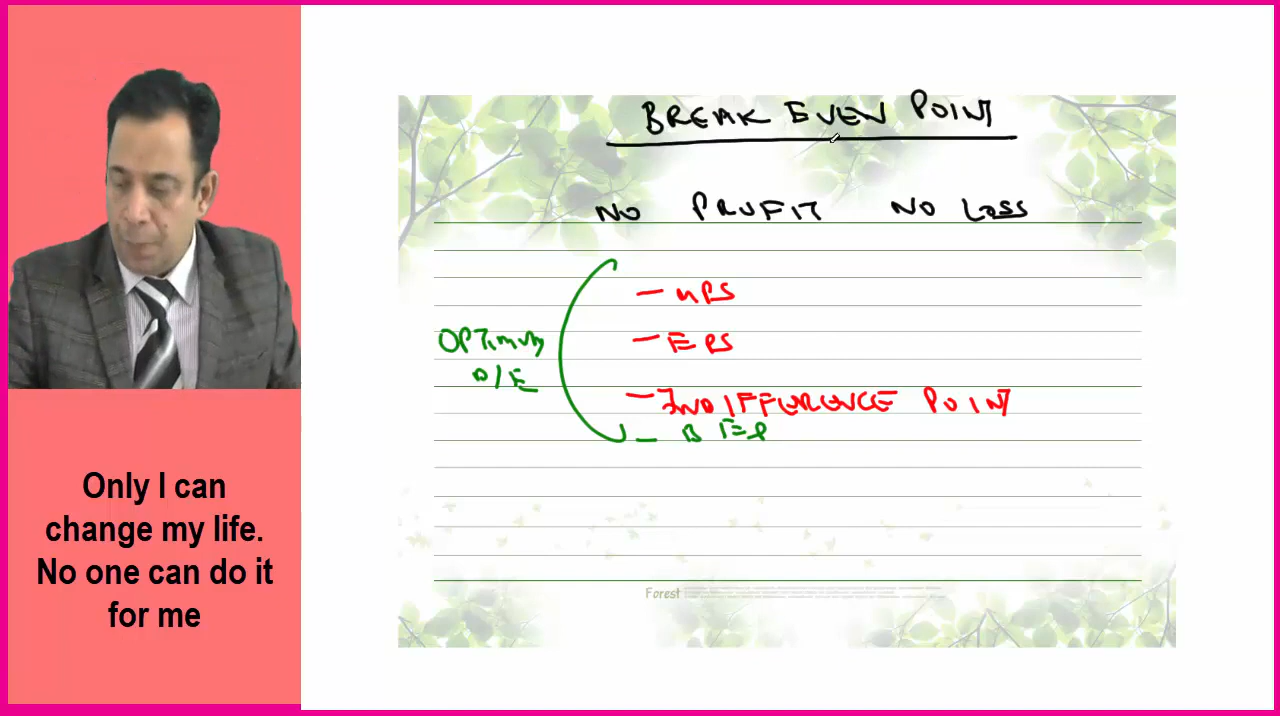 BREAK EVEN POINT
NO PROFIT NO LOSS
- MPS
- EPS
OPTIMUM
D/E
- INDIFFERENCE POINT
- B E P
Forest
Only I can
change my life.
No one can do it
for me